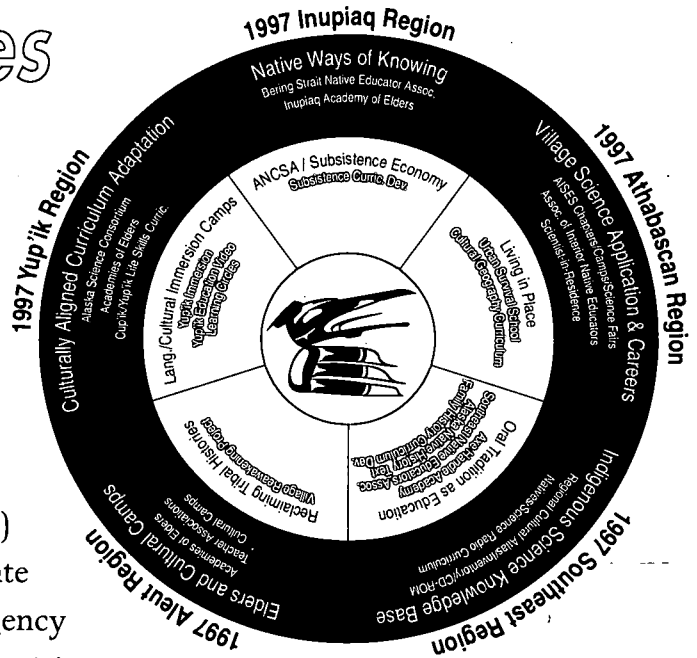 es
1997 Inupiaq Region
Native Ways of Knowing
Bering Strait Native Educator Assoc.
Inupiaq Academy of Elders
ANCSA / Subsistence Economy
Subsistence Curric. Dev.
1997 Athabascan Region
Village Science Application & Careers
AISES Chapters/Camps/Science Fairs
Assoc. of Interior Native Educators
Scientist-in-Residence
Living in Place
Urban Survival School
Cultural Geography Curriculum
1997 Southeast Region
Indigenous Science Knowledge Base
Regional Cultural Atlas/Inventory/CD-ROM
Natives/Science Radio Curriculum
Oral Tradition as Education
Axe Handle Academy
Southeast Native Educators Assoc.
Alaska Native History Text
Family History Curriculum Dev.
1997 Aleut Region
Elders and Cultural Camps
Academies of Elders
Teacher Associations
Cultural Camps
Reclaiming Tribal Histories
Village Reawakening Project
1997 Yup'ik Region
Culturally Aligned Curriculum Adaptation
Alaska Science Consortium
Academies of Elders
Cupik/Yup'ik Life Skills Curric.
Lang./Cultural Immersion Camps
Yup'ik Immersion
Yup'ik Education Video
Learning Circles
)
te
ency